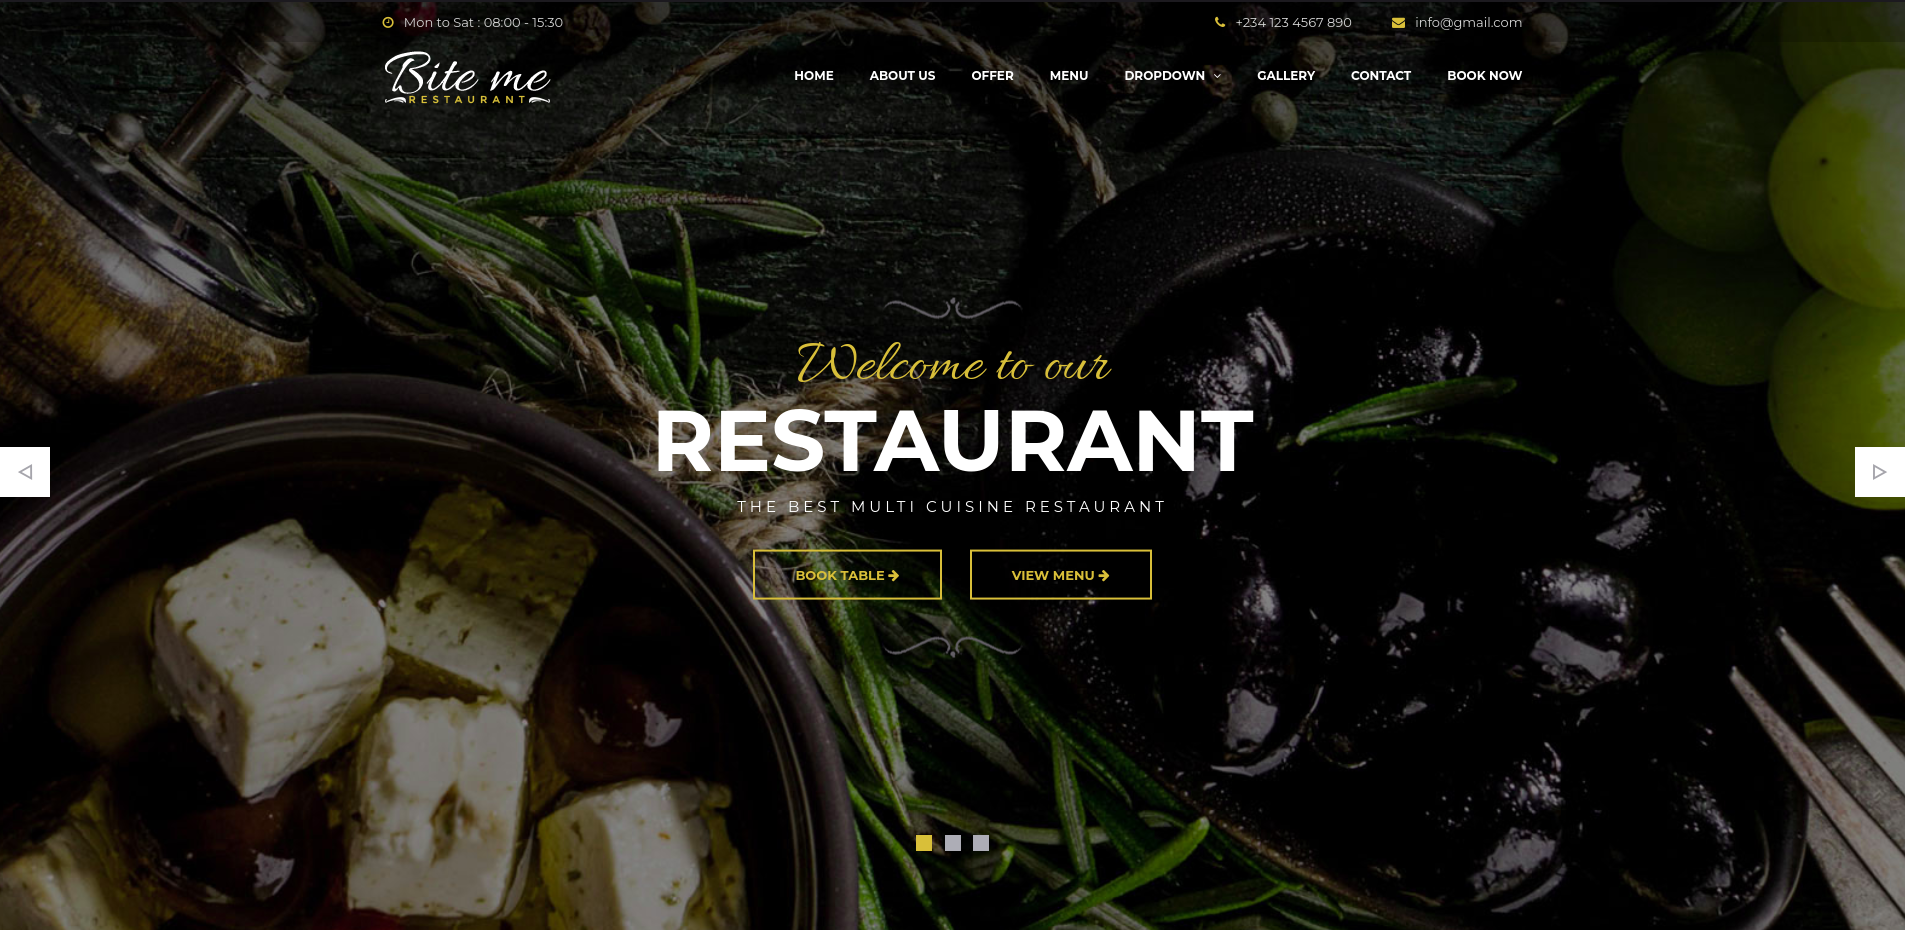 Mon to Sat : 08:00 - 15:30
+234 123 4567 890
info@gmail.com
Bite me
RESTAURANT
HOME ABOUT US OFFER MENU DROPDOWN GALLERY CONTACT BOOK NOW
Welcome to our
RESTAURANT
THE BEST MULTI CUISINE RESTAURANT
BOOK TABLE
VIEW MENU